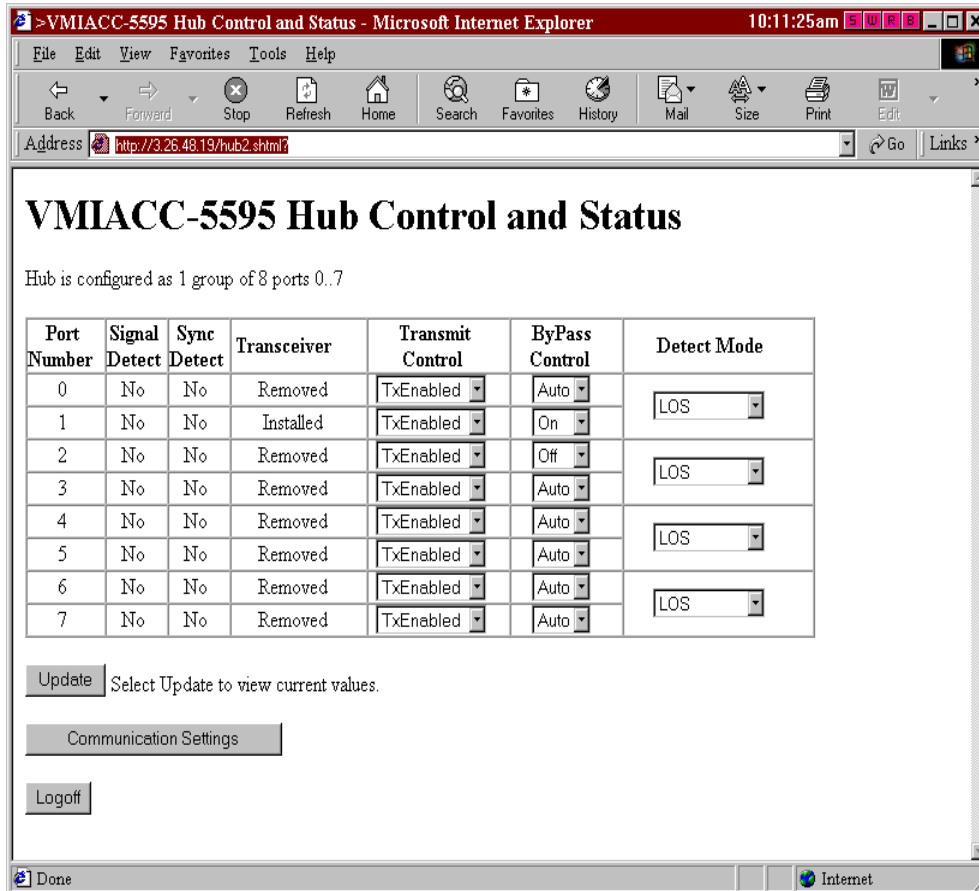 >VMIACC-5595 Hub Control and Status - Microsoft Internet Explorer 10:11:25am S W R B
File Edit View Favorites Tools Help
Back Forward Stop Refresh Home Search Favorites History Mail Size Print Edit
Address http://3.26.48.19/hub2.shtml? Go Links
VMIACC-5595 Hub Control and Status
Hub is configured as 1 group of 8 ports 0..7
Port Number Signal Detect Sync Detect Transceiver Transmit Control ByPass Control Detect Mode
0 No No Removed TxEnabled Auto LOS
1 No No Installed TxEnabled On
2 No No Removed TxEnabled Off LOS
3 No No Removed TxEnabled Auto
4 No No Removed TxEnabled Auto LOS
5 No No Removed TxEnabled Auto
6 No No Removed TxEnabled Auto LOS
7 No No Removed TxEnabled Auto
Update Select Update to view current values.
Communication Settings
Logoff
Done Internet